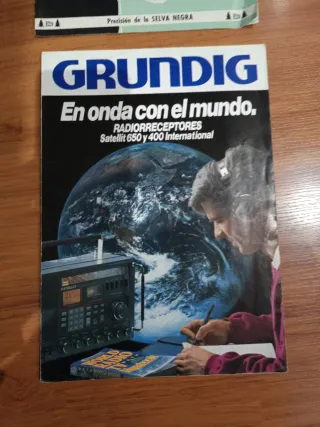 Precisión de la SELVA NEGRA
GRUNDIG
En onda con el mundo.
RADIORRECEPTORES
Satellit 650 y 400 International